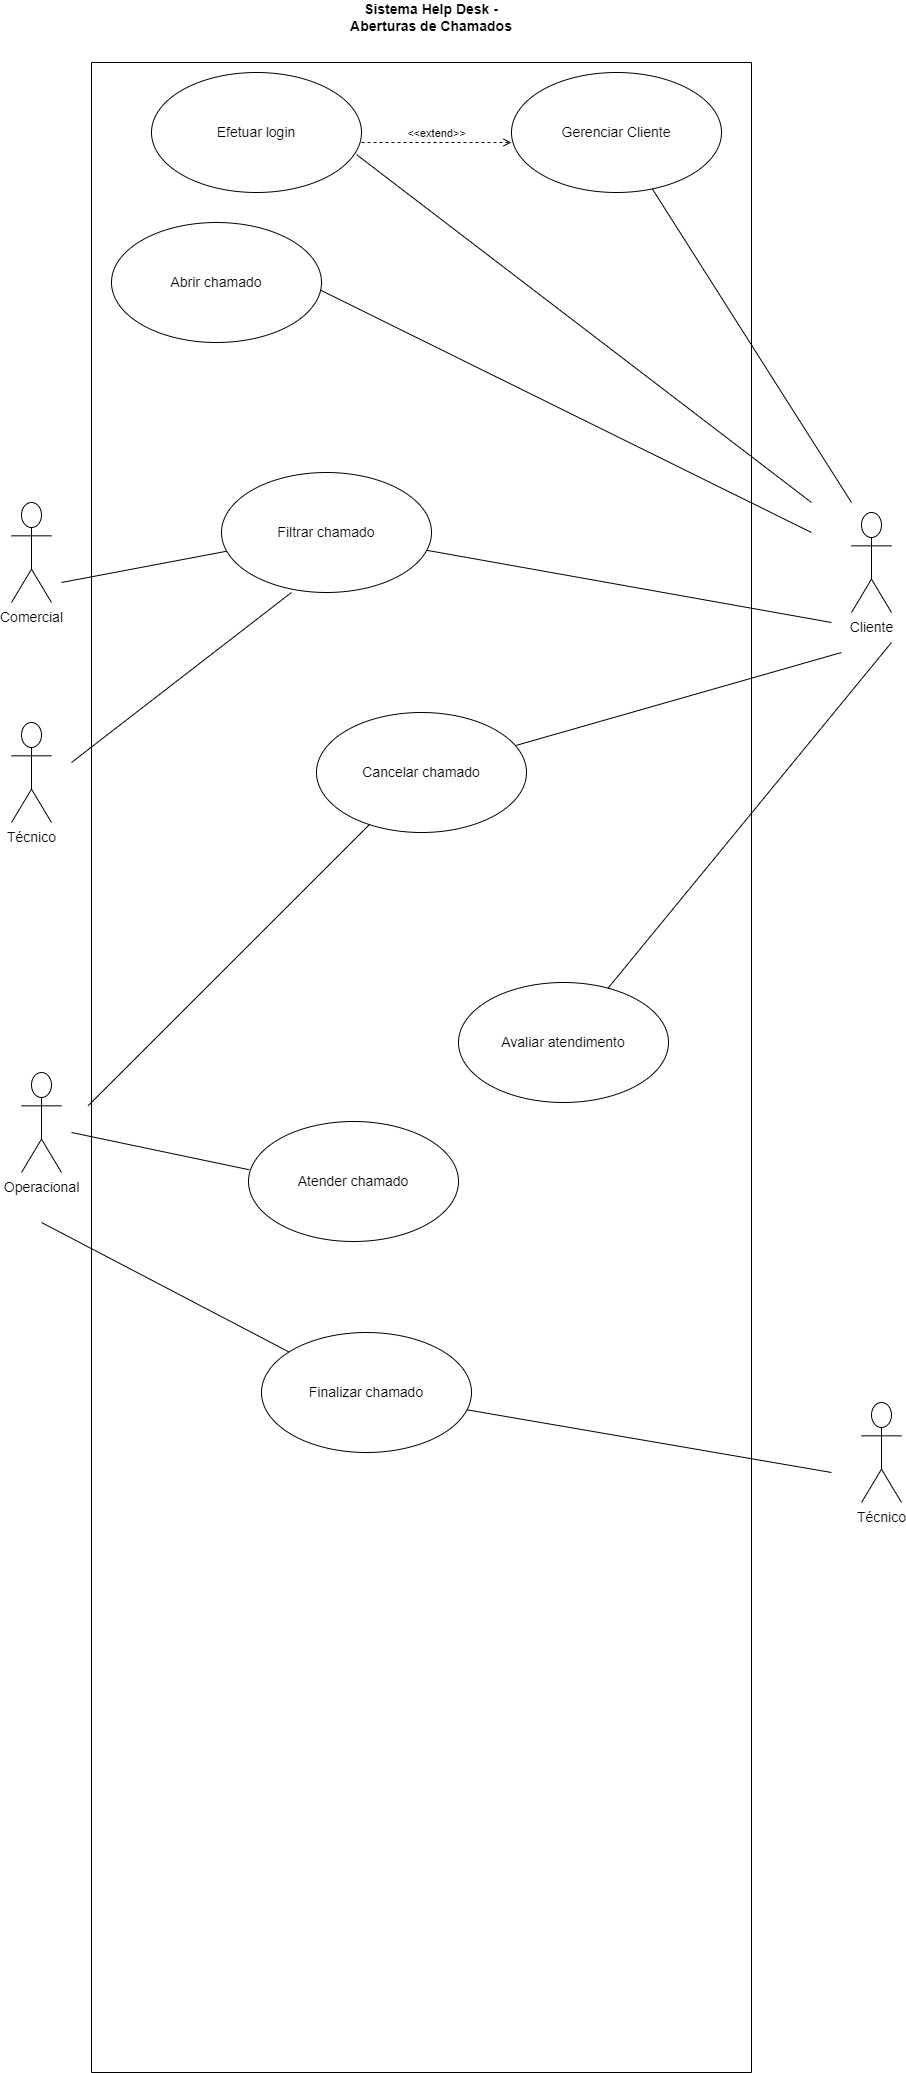 Sistema Help Desk -
Aberturas de Chamados
Efetuar login
<<extend>>
Gerenciar Cliente
Abrir chamado
Filtrar chamado
Comercial
Cliente
Cancelar chamado
Técnico
Avaliar atendimento
Atender chamado
Operacional
Finalizar chamado
Técnico